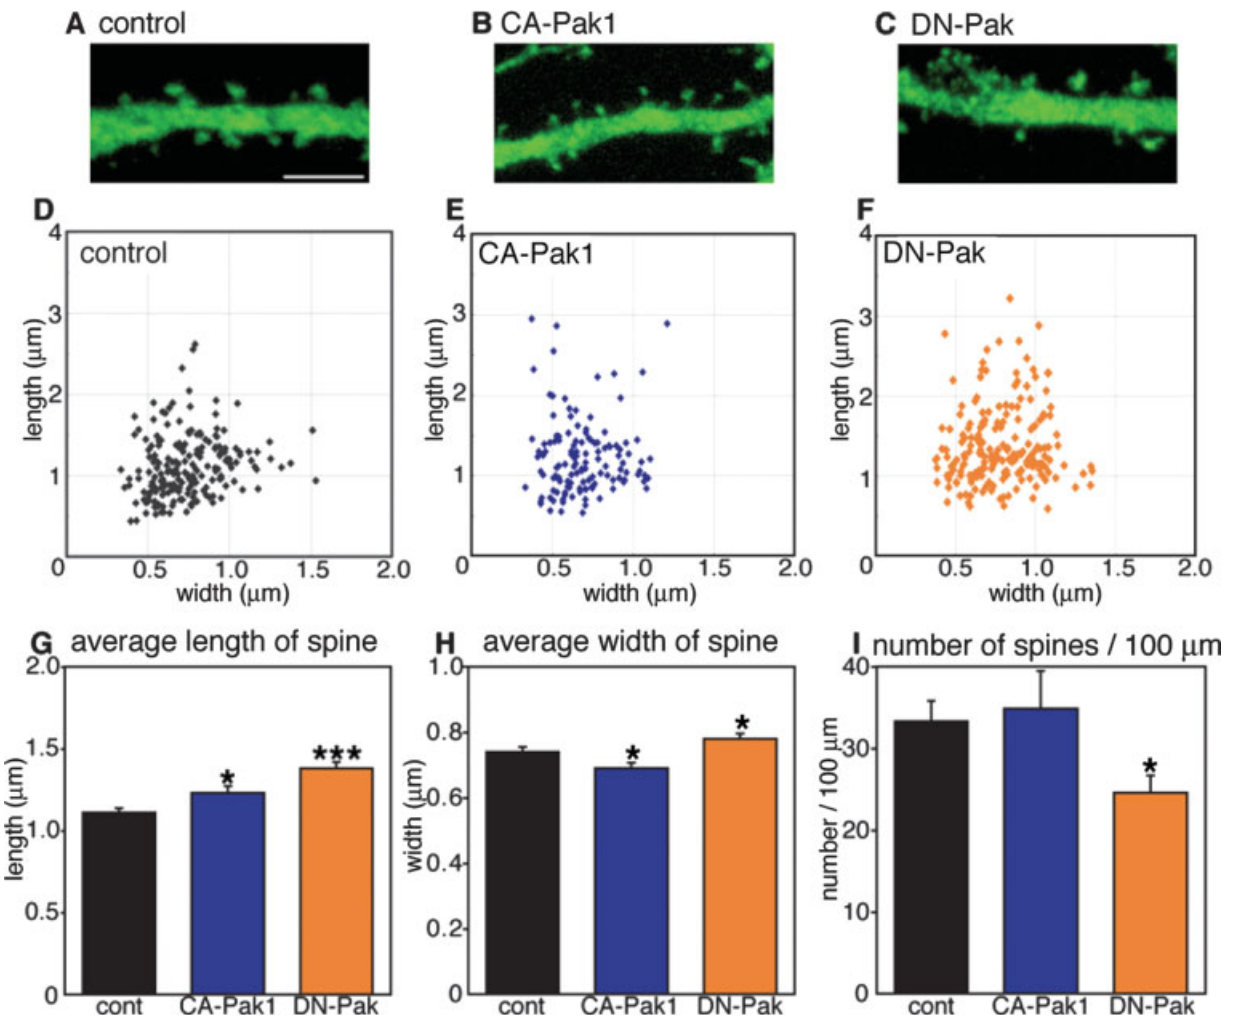 A control
B CA-Pak1
C DN-Pak
D
control
4
3
2
1
0
0.5
1.0
1.5
2.0
length (µm)
width (µm)
E
CA-Pak1
4
3
2
1
0
0.5
1.0
1.5
2.0
length (µm)
width (µm)
F
DN-Pak
4
3
2
1
0
0.5
1.0
1.5
2.0
length (µm)
width (µm)
G average length of spine
2.0
1.5
1.0
0.5
0
length (µm)
*
***
cont CA-Pak1 DN-Pak
H average width of spine
1.0
0.8
0.6
0.4
0.2
0
width (µm)
*
*
cont CA-Pak1 DN-Pak
I number of spines / 100 µm
40
30
20
10
0
number / 100 µm
*
cont CA-Pak1 DN-Pak